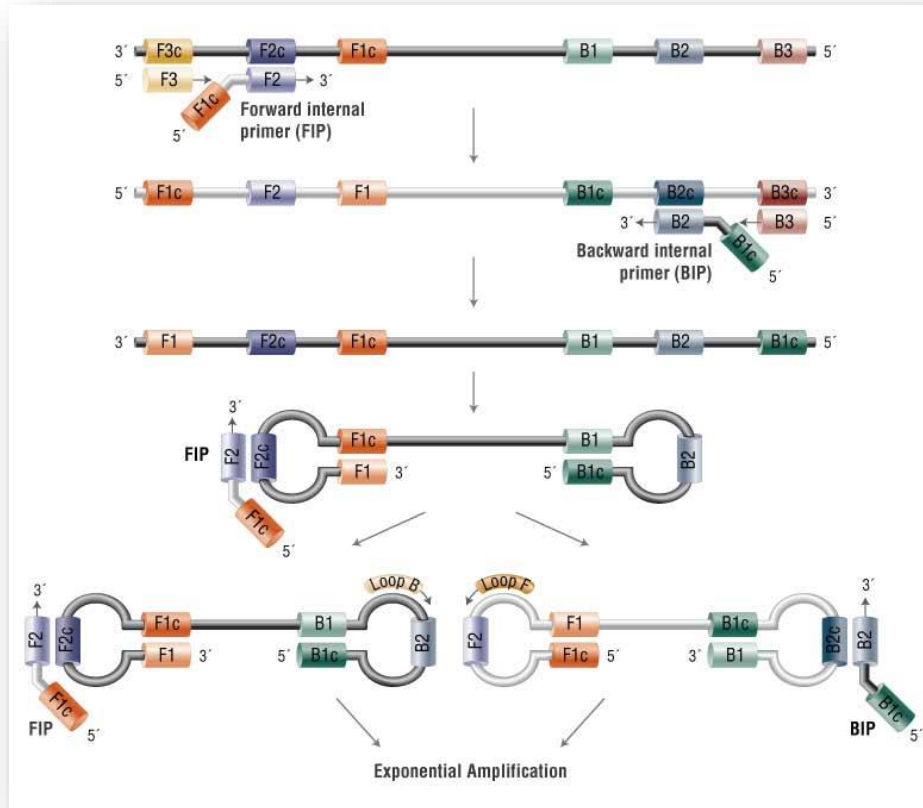 3´ F3c F2c F1c B1 B2 B3 5´
5´ F3 F1c F2 3´
5´
Forward internal
primer (FIP)
5´ F1c F2 F1 B1c B2c B3c 3´
3´ B2 B1c B3 5´
5´
Backward internal
primer (BIP)
3´ F1 F2c F1c B1 B2 B1c 5´
3´
FIP F2 F2c F1c B1 B2
F1 3´ 5´ B1c
F1c
5´
Loop B Loop F
3´ 3´
F2 F2c F1c B1 B2 F2 F1 B1c B2c B2
F1 3´ 5´ B1c F1c 5´ 3´ B1
FIP F1c 5´ BIP B1c 5´
Exponential Amplification